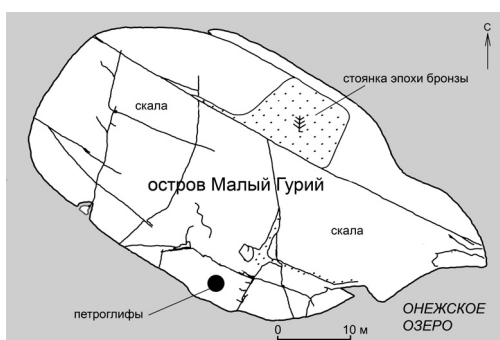 С
стоянка эпохи бронзы
скала
остров Малый Гурий
скала
петроглифы
ОНЕЖСКОЕ
ОЗЕРО
0 10 м